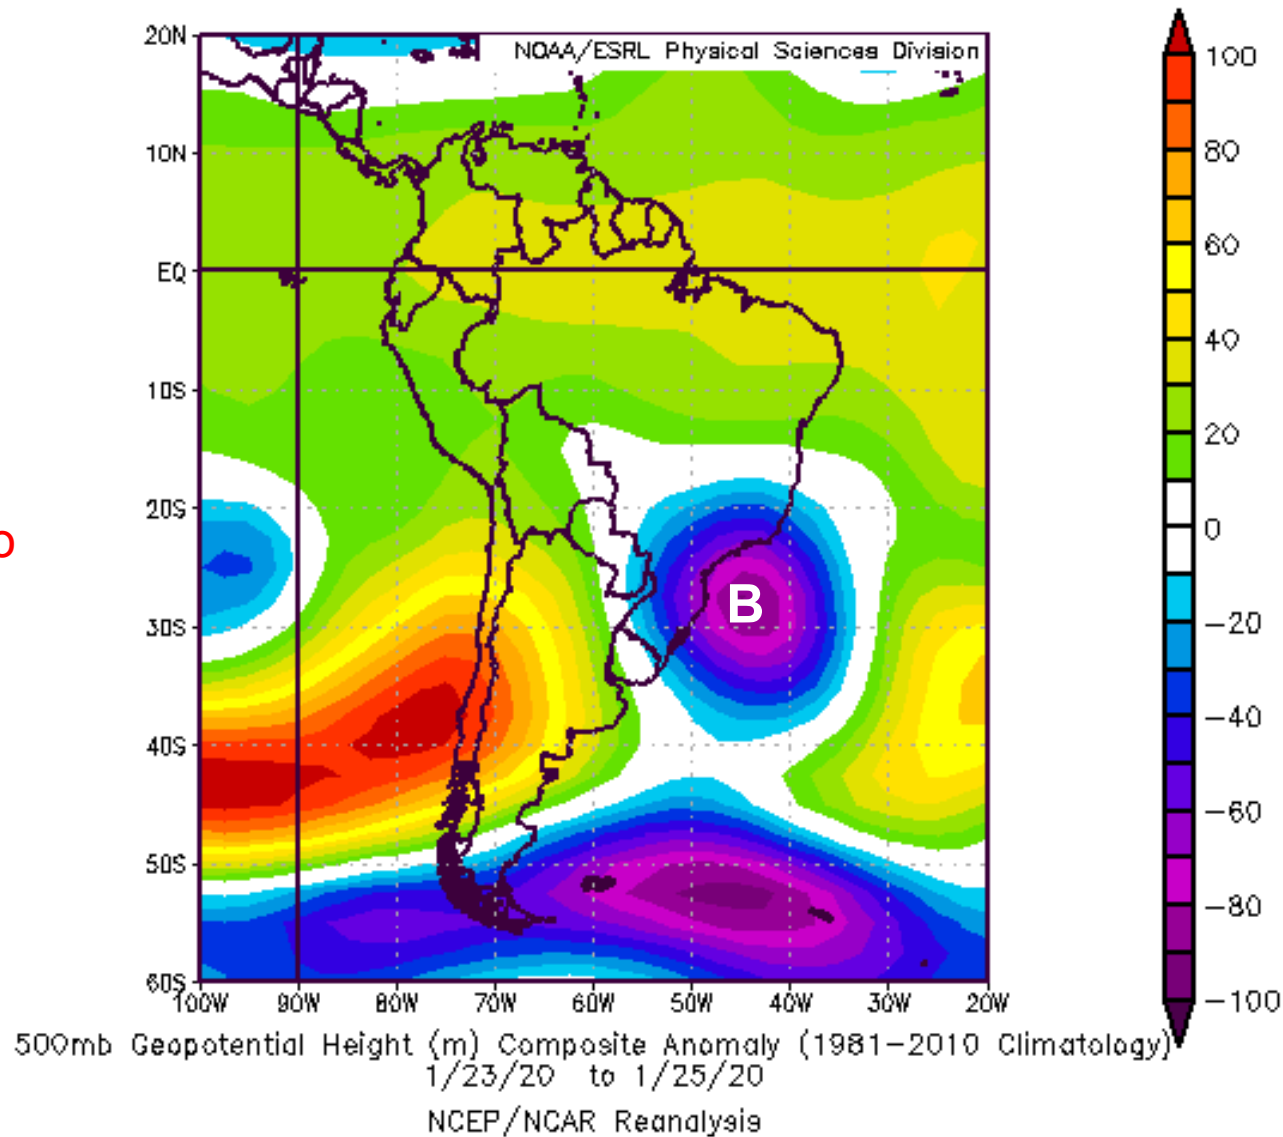 NOAA/ESRL Physical Sciences Division
20N
10N
EQ
10S
20S
30S
40S
50S
60S
100W 90W 80W 70W 60W 50W 40W 30W 20W
o
B
100
80
60
40
20
0
-20
-40
-60
-80
-100
500mb Geopotential Height (m) Composite Anomaly (1981-2010 Climatology)
1/23/20 to 1/25/20
NCEP/NCAR Reanalysis